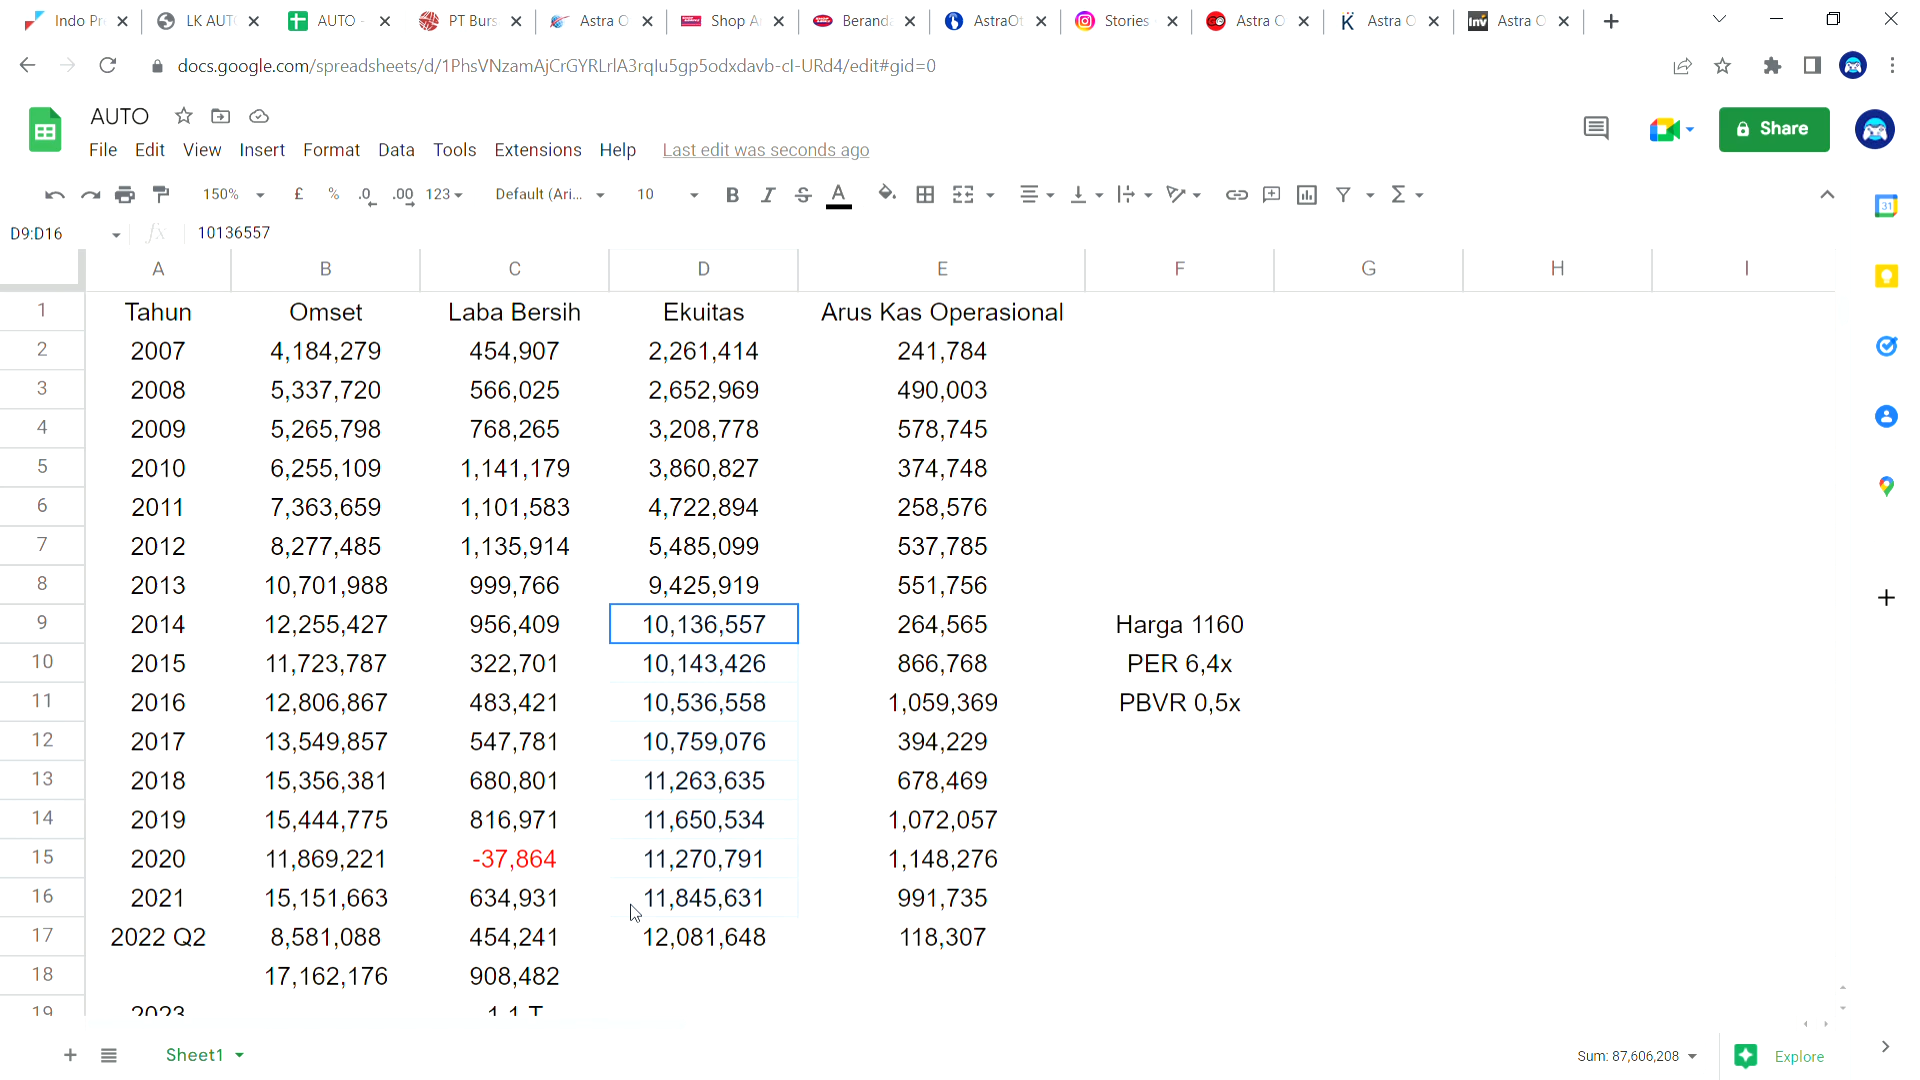 Indo Pr LK AUT AUTO - PT Burs Astra O Shop A Beranda AstraOt Stories Astra O Astra O Astra O
docs.google.com/spreadsheets/d/1PhsVNzamAjCrGYRLrlA3rqIu5gp5odxdavb-cI-URd4/edit#gid=0
AUTO
File Edit View Insert Format Data Tools Extensions Help Last edit was seconds ago
Share
150% £ % .0 .00 123 Default (Ari... 10 B I S A
D9:D16 fx 10136557
A B C D E F G H I
1 Tahun Omset Laba Bersih Ekuitas Arus Kas Operasional
2 2007 4,184,279 454,907 2,261,414 241,784
3 2008 5,337,720 566,025 2,652,969 490,003
4 2009 5,265,798 768,265 3,208,778 578,745
5 2010 6,255,109 1,141,179 3,860,827 374,748
6 2011 7,363,659 1,101,583 4,722,894 258,576
7 2012 8,277,485 1,135,914 5,485,099 537,785
8 2013 10,701,988 999,766 9,425,919 551,756
9 2014 12,255,427 956,409 10,136,557 264,565 Harga 1160
10 2015 11,723,787 322,701 10,143,426 866,768 PER 6,4x
11 2016 12,806,867 483,421 10,536,558 1,059,369 PBVR 0,5x
12 2017 13,549,857 547,781 10,759,076 394,229
13 2018 15,356,381 680,801 11,263,635 678,469
14 2019 15,444,775 816,971 11,650,534 1,072,057
15 2020 11,869,221 -37,864 11,270,791 1,148,276
16 2021 15,151,663 634,931 11,845,631 991,735
17 2022 Q2 8,581,088 454,241 12,081,648 118,307
18 17,162,176 908,482
19 2023 1,1 T
Sheet1 Sum: 87,606,208 Explore